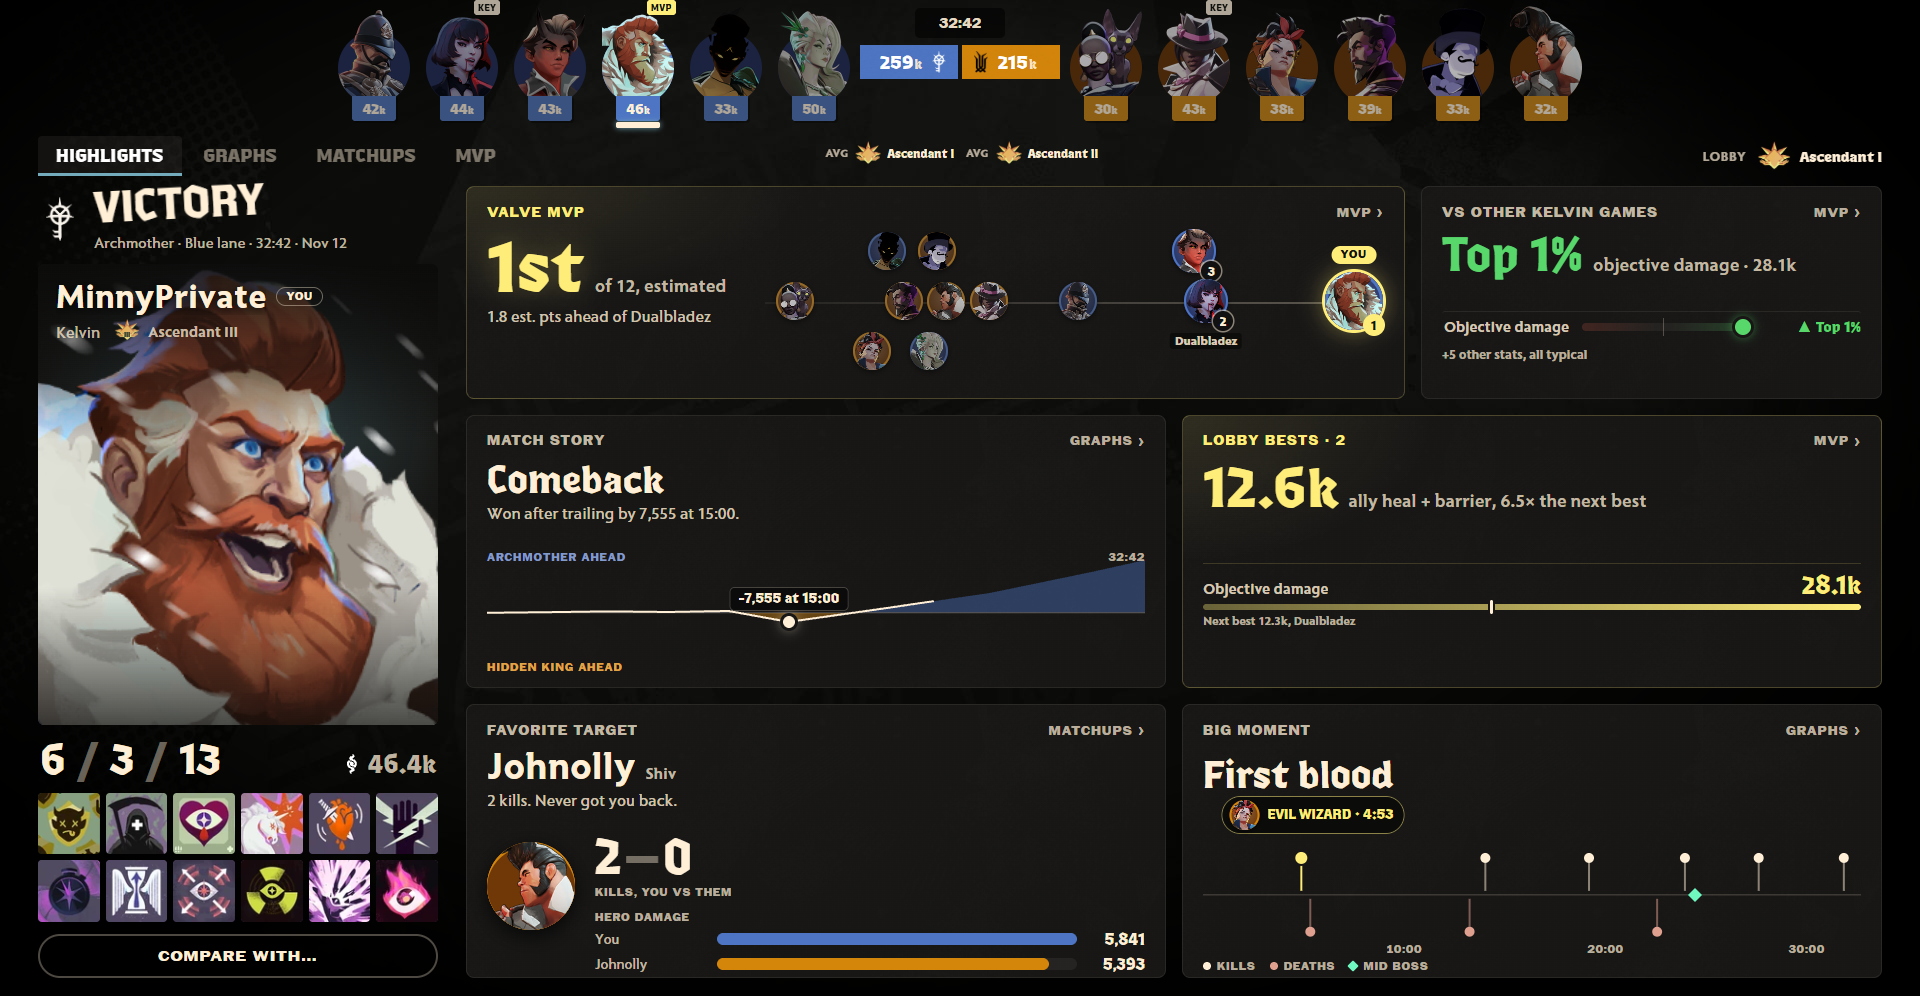 KEY
MVP
KEY
32:42
259k
215k
42k
44k
43k
46k
33k
50k
30k
43k
38k
39k
33k
32k
HIGHLIGHTS
GRAPHS
MATCHUPS
MVP
AVG Ascendant I
AVG Ascendant II
LOBBY Ascendant I
VICTORY
Archmother · Blue lane · 32:42 · Nov 12
MinnyPrivate YOU
Kelvin Ascendant III
6 / 3 / 13
46.4k
COMPARE WITH...
VALVE MVP
MVP ›
1st of 12, estimated
1.8 est. pts ahead of Dualbladez
3
2
Dualbladez
YOU
1
VS OTHER KELVIN GAMES
MVP ›
Top 1% objective damage · 28.1k
Objective damage
▲ Top 1%
+5 other stats, all typical
MATCH STORY
GRAPHS ›
Comeback
Won after trailing by 7,555 at 15:00.
ARCHMOTHER AHEAD
32:42
-7,555 at 15:00
HIDDEN KING AHEAD
LOBBY BESTS · 2
MVP ›
12.6k ally heal + barrier, 6.5× the next best
Objective damage
28.1k
Next best 12.3k, Dualbladez
FAVORITE TARGET
MATCHUPS ›
Johnolly Shiv
2 kills. Never got you back.
2—0
KILLS, YOU VS THEM
HERO DAMAGE
You
5,841
Johnolly
5,393
BIG MOMENT
GRAPHS ›
First blood
EVIL WIZARD · 4:53
10:00
20:00
30:00
KILLS
DEATHS
MID BOSS